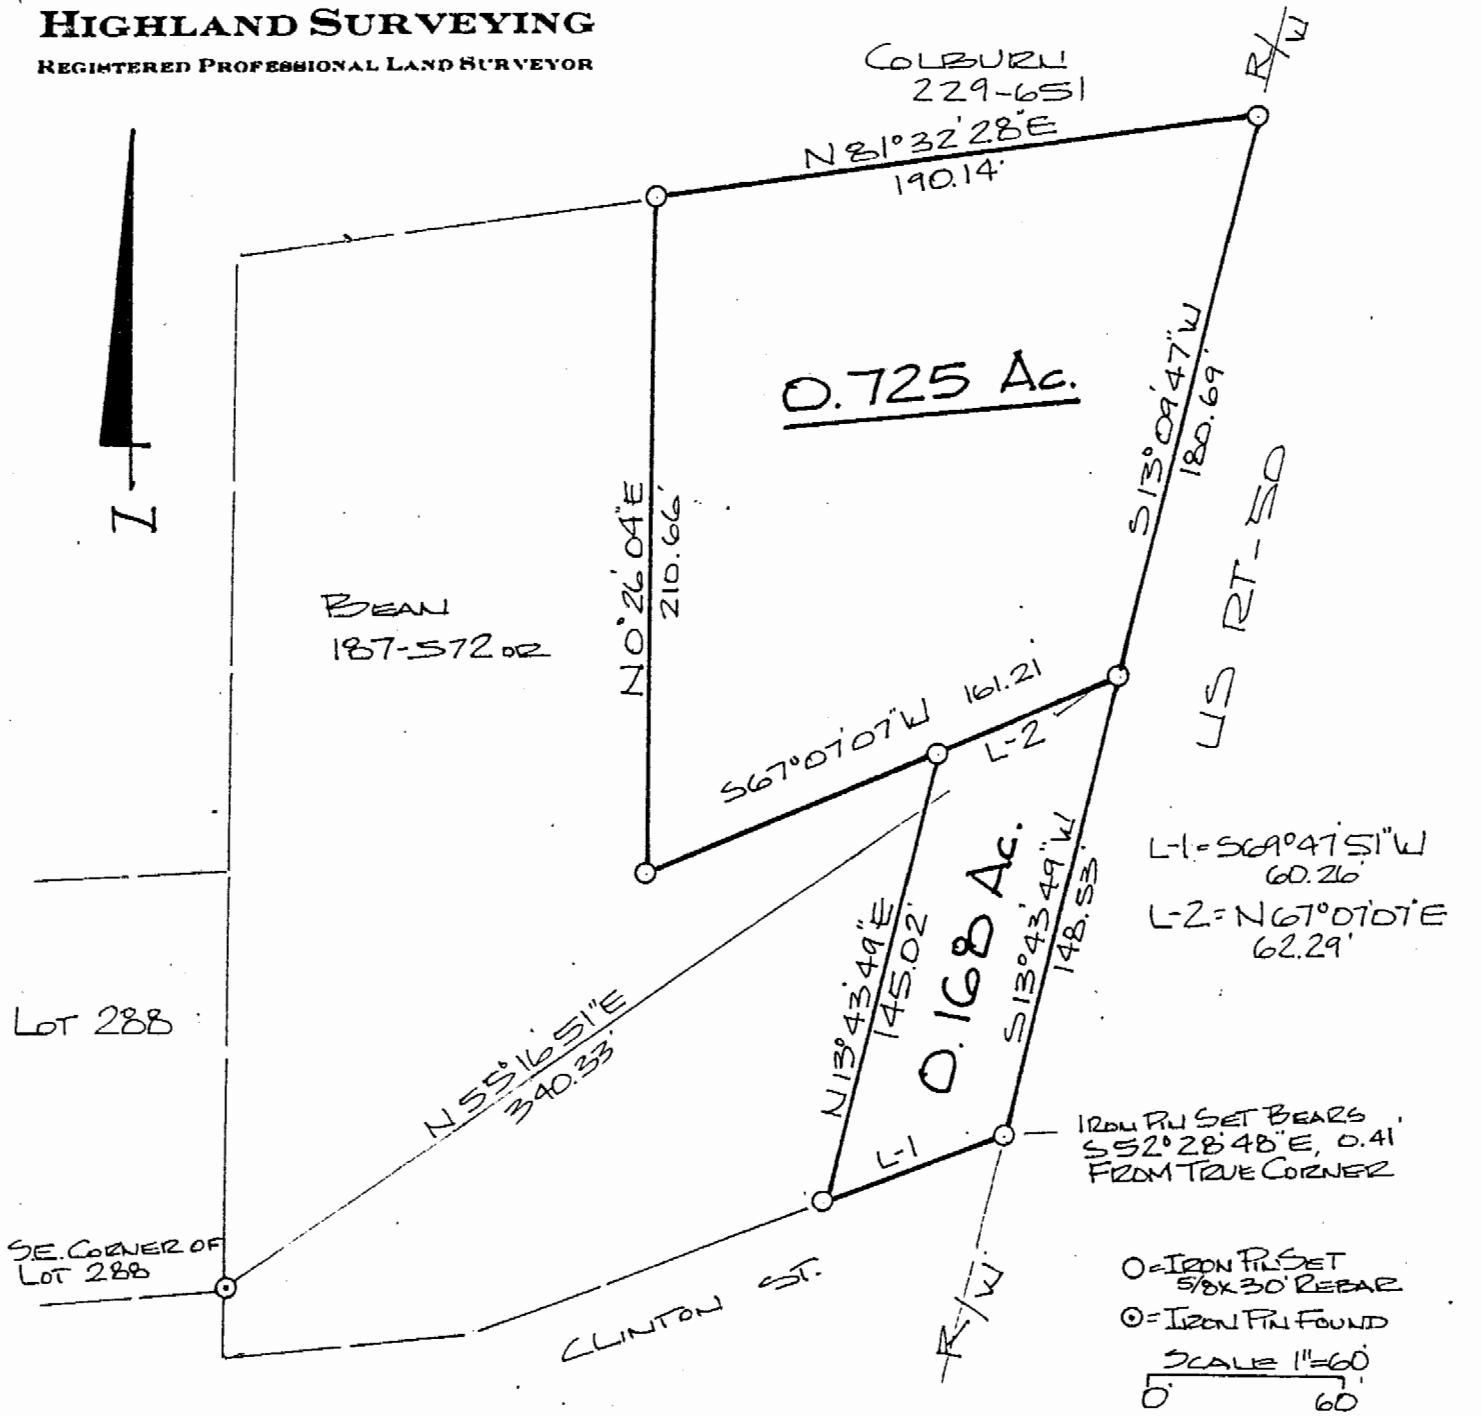 HIGHLAND SURVEYING
REGISTERED PROFESSIONAL LAND SURVEYOR
COLBURN
229-651
R/W
N 81° 32' 28" E
190.14'
0.725 Ac.
S 13° 09' 47" W
180.69'
N 0° 26' 04" E
210.66'
BEAN
187-572 OR
US RT-50
S67°07'07"W 161.21'
L-2
L-1 = S69°47'51"W
60.26'
L-2 = N67°07'07"E
62.29'
N13°43'49"E
145.02'
0.168 Ac.
S13°43'49"W
148.53'
LOT 288
N 55°16'51"E
340.33'
L-1
IRON PIN SET BEARS
S 52° 28' 48" E, 0.41'
FROM TRUE CORNER
S.E. CORNER OF
LOT 288
CLINTON ST.
R/W
O = IRON PIN SET
5/8 X 30" REBAR
⊙ = IRON PIN FOUND
SCALE 1"=60'
0' 60'
Z